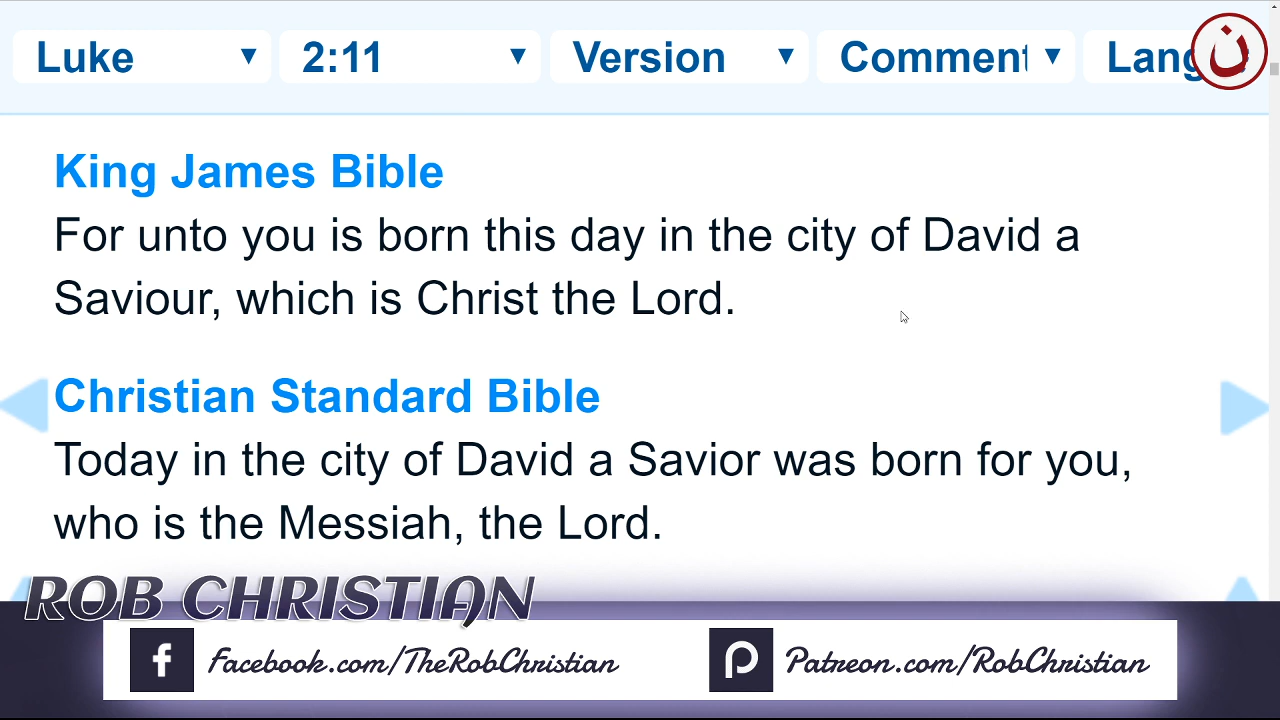 Luke 2:11 Version Comment Lang ن
King James Bible
For unto you is born this day in the city of David a
Saviour, which is Christ the Lord.
Christian Standard Bible
Today in the city of David a Savior was born for you,
who is the Messiah, the Lord.
ROB CHRISTIAN
Facebook.com/TheRobChristian Patreon.com/RobChristian